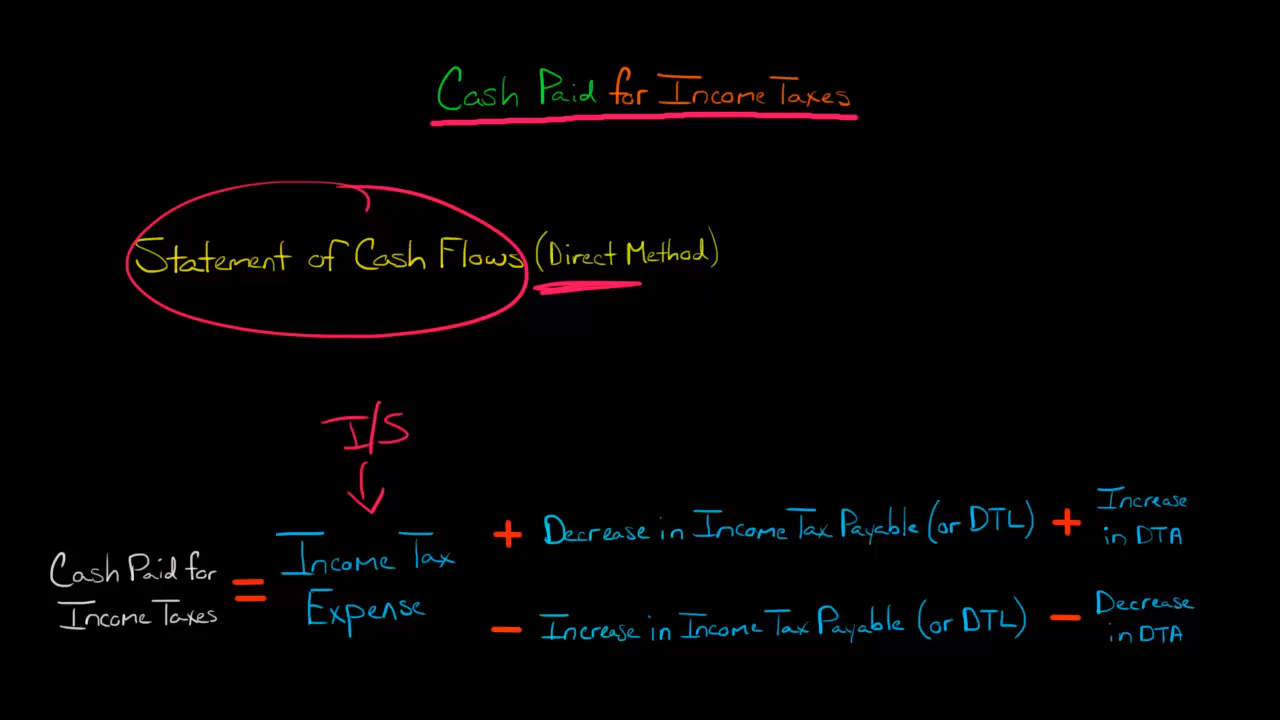 Cash Paid for Income Taxes
Statement of Cash Flows (Direct Method)
I/S
Cash Paid for
Income Taxes
=
Income Tax
Expense
+ Decrease in Income Tax Payable (or DTL) + Increase
in DTA
- Increase in Income Tax Payable (or DTL) - Decrease
in DTA